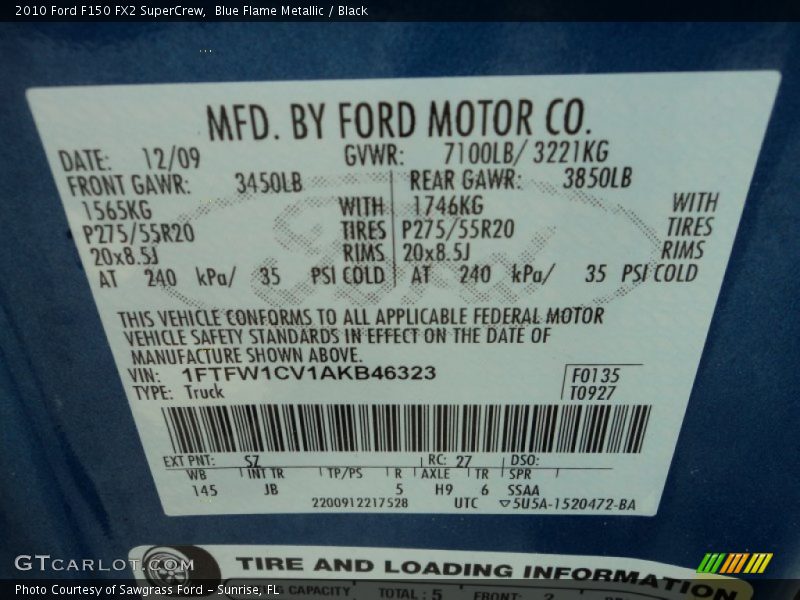 2010 Ford F150 FX2 SuperCrew,  Blue Flame Metallic / Black
MFD. BY FORD MOTOR CO.
DATE: 12/09 GVWR: 7100LB/ 3221KG
FRONT GAWR: 3450LB REAR GAWR: 3850LB
1565KG WITH 1746KG WITH
P275/55R20 TIRES P275/55R20 TIRES
20x8.5J RIMS 20x8.5J RIMS
AT 240 kPa/ 35 PSI COLD AT 240 kPa/ 35 PSI COLD
Ford
THIS VEHICLE CONFORMS TO ALL APPLICABLE FEDERAL MOTOR
VEHICLE SAFETY STANDARDS IN EFFECT ON THE DATE OF
MANUFACTURE SHOWN ABOVE.
VIN: 1FTFW1CV1AKB46323 F0135
TYPE: Truck T0927
EXT PNT: SZ RC: 27 DSO:
WB INT TR TP/PS R AXLE TR SPR
145 JB 5 H9 6 SSAA
2200912217528 UTC ▽5U5A-1520472-BA
TIRE AND LOADING INFORMATION
CAPACITY TOTAL : 5 FRONT: 2
GTCARLOT.COM
Photo Courtesy of Sawgrass Ford – Sunrise, FL